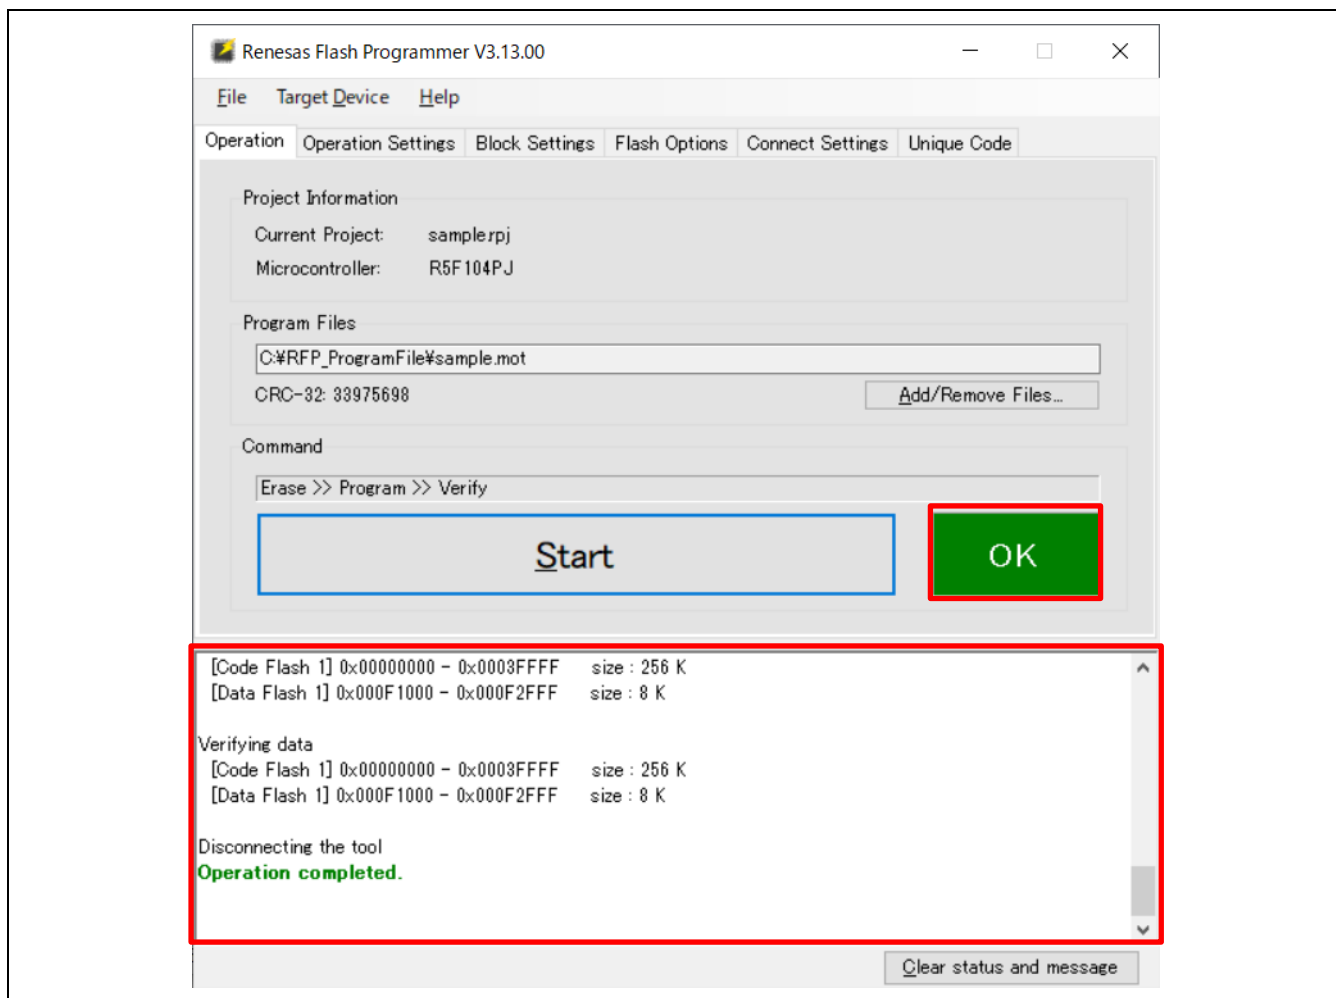 Renesas Flash Programmer V3.13.00
File Target Device Help
Operation Operation Settings Block Settings Flash Options Connect Settings Unique Code
Project Information
Current Project: sample.rpj
Microcontroller: R5F104PJ
Program Files
C:¥RFP_ProgramFile¥sample.mot
CRC-32: 33975698
Add/Remove Files...
Command
Erase >> Program >> Verify
Start
OK
[Code Flash 1] 0x00000000 - 0x0003FFFF size : 256 K
[Data Flash 1] 0x000F1000 - 0x000F2FFF size : 8 K
Verifying data
[Code Flash 1] 0x00000000 - 0x0003FFFF size : 256 K
[Data Flash 1] 0x000F1000 - 0x000F2FFF size : 8 K
Disconnecting the tool
Operation completed.
Clear status and message